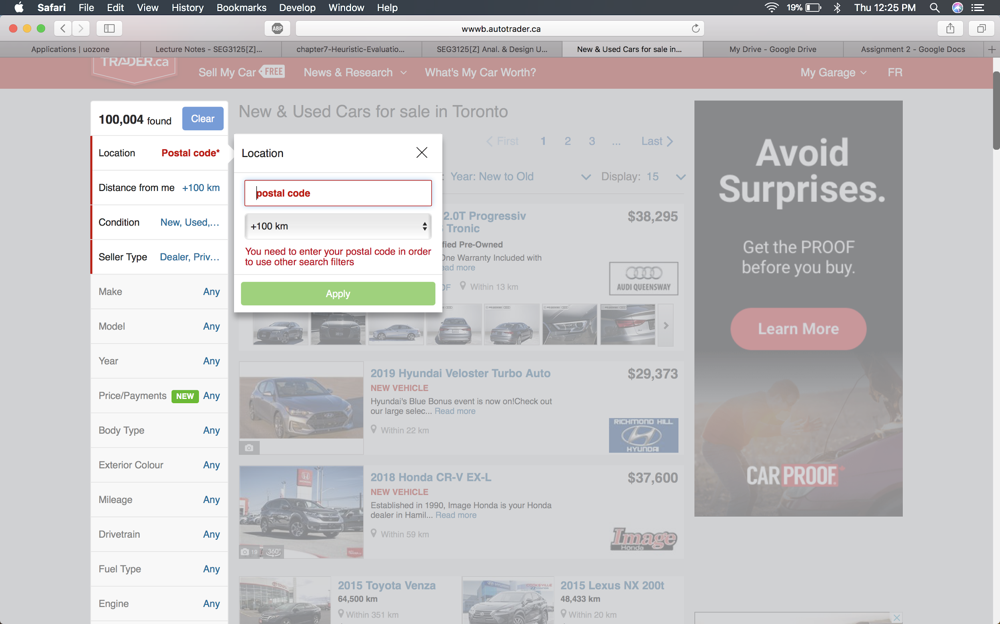 Safari File Edit View History Bookmarks Develop Window Help
19% Thu 12:25 PM
ABP
wwwb.autotrader.ca
Applications | uozone
Lecture Notes - SEG3125[Z]...
chapter7-Heuristic-Evaluatio...
SEG3125[Z] Anal. & Design U...
New & Used Cars for sale in...
My Drive - Google Drive
Assignment 2 - Google Docs
TRADER.ca
Sell My Car FREE
News & Research
What's My Car Worth?
My Garage
FR
100,004 found
Clear
Location Postal code*
Distance from me +100 km
Condition New, Used,...
Seller Type Dealer, Priv...
Make Any
Model Any
Year Any
Price/Payments NEW Any
Body Type Any
Exterior Colour Any
Mileage Any
Drivetrain Any
Fuel Type Any
Engine Any
New & Used Cars for sale in Toronto
First 1 2 3 ... Last
: Year: New to Old
Display: 15
Location
postal code
+100 km
You need to enter your postal code in order
to use other search filters
Apply
2.0T Progressiv
Tronic
$38,295
fied Pre-Owned
One Warranty Included with
ead more
Within 13 km
AUDI QUEENSWAY
2019 Hyundai Veloster Turbo Auto
$29,373
NEW VEHICLE
Hyundai's Blue Bonus event is now on!Check out
our large selec... Read more
Within 22 km
RICHMOND HILL
HYUNDAI
2018 Honda CR-V EX-L
$37,600
NEW VEHICLE
Established in 1990, Image Honda is your Honda
dealer in Hamil... Read more
Within 59 km
19 360°
Image
Honda
2015 Toyota Venza
64,500 km
Within 351 km
COOKSVILLE
2015 Lexus NX 200t
48,433 km
Within 20 km
Avoid
Surprises.
Get the PROOF
before you buy.
Learn More
CARPROOF